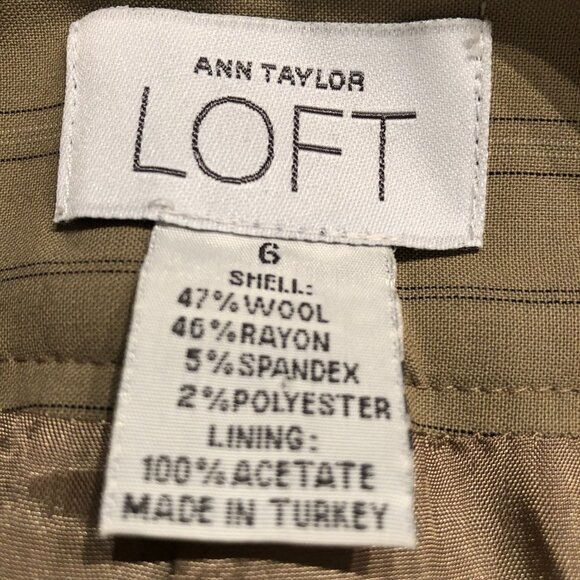 ANN TAYLOR
LOFT
6
SHELL:
47%WOOL
46%RAYON
5%SPANDEX
2%POLYESTER
LINING:
100%ACETATE
MADE IN TURKEY